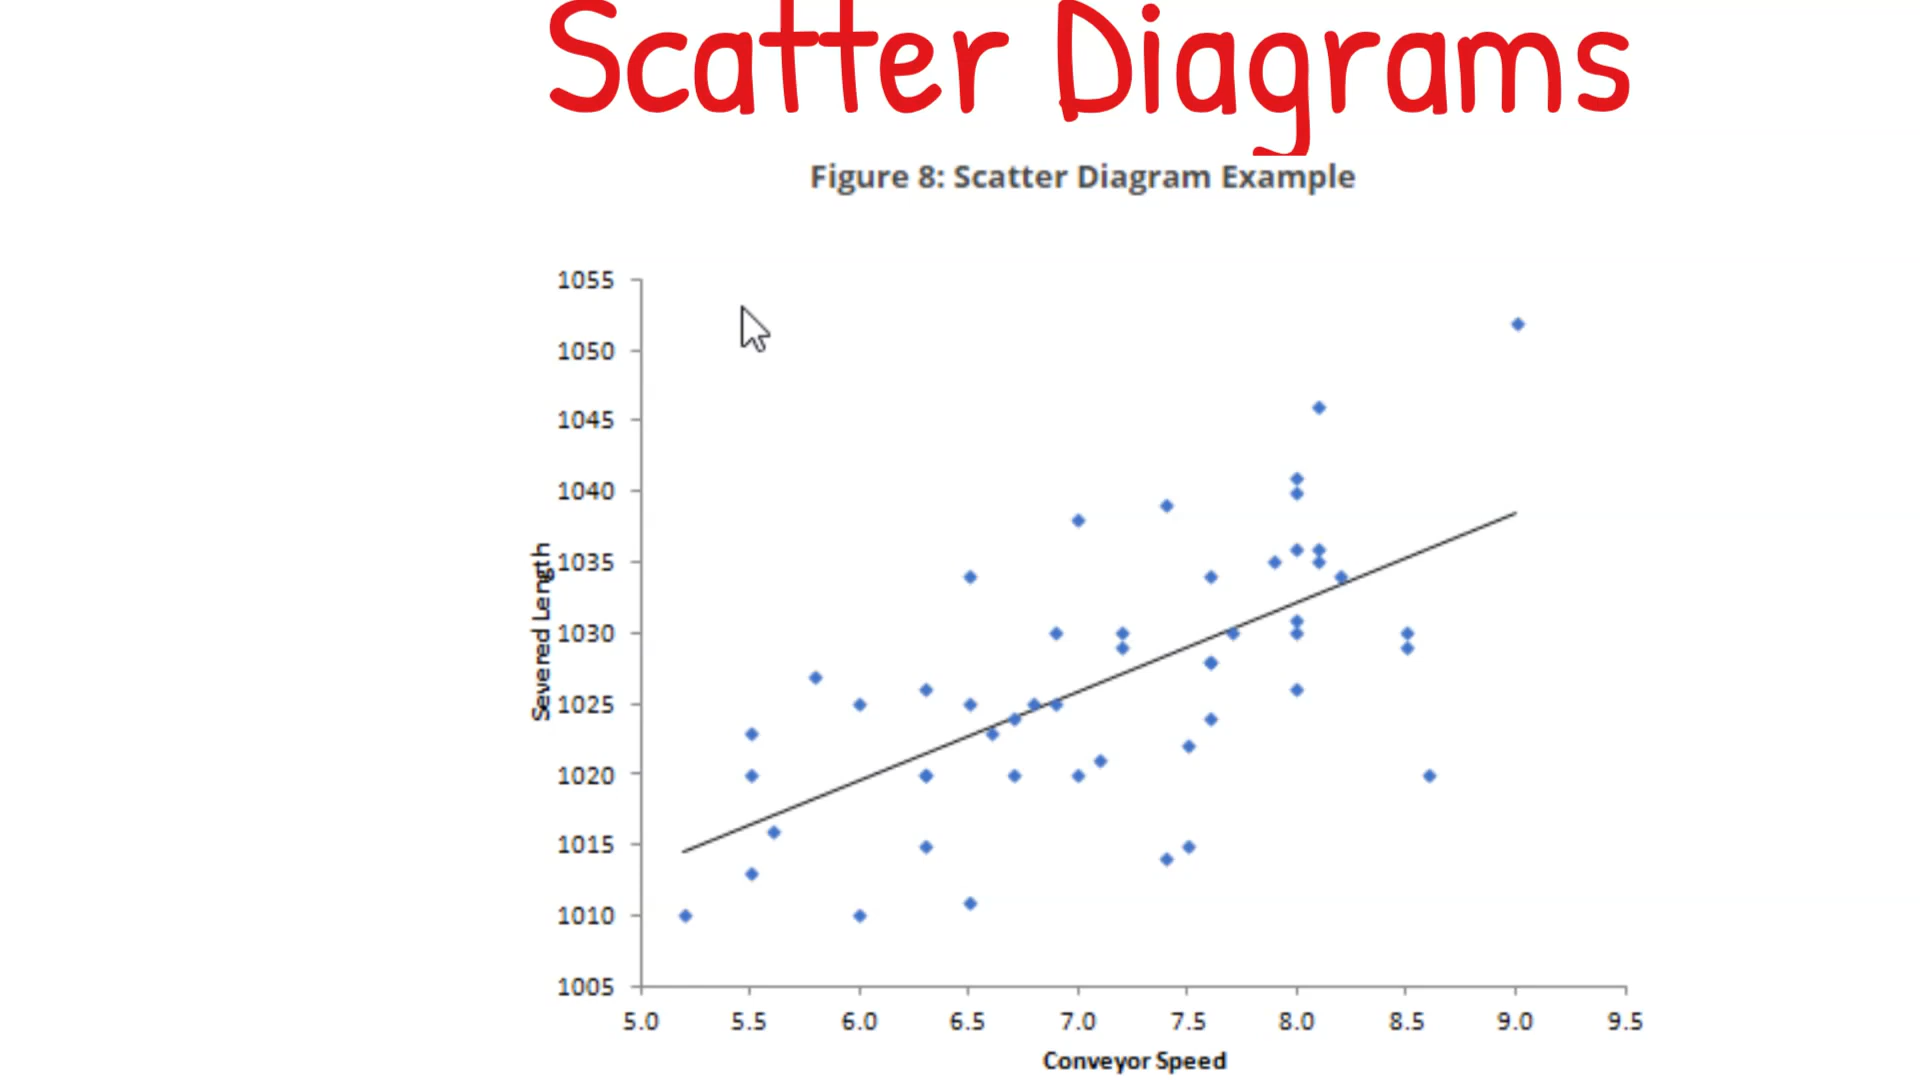 Scatter Diagrams
Figure 8: Scatter Diagram Example
1055
1050
1045
1040
1035
1030
1025
1020
1015
1010
1005
Severed Length
5.0 5.5 6.0 6.5 7.0 7.5 8.0 8.5 9.0 9.5
Conveyor Speed